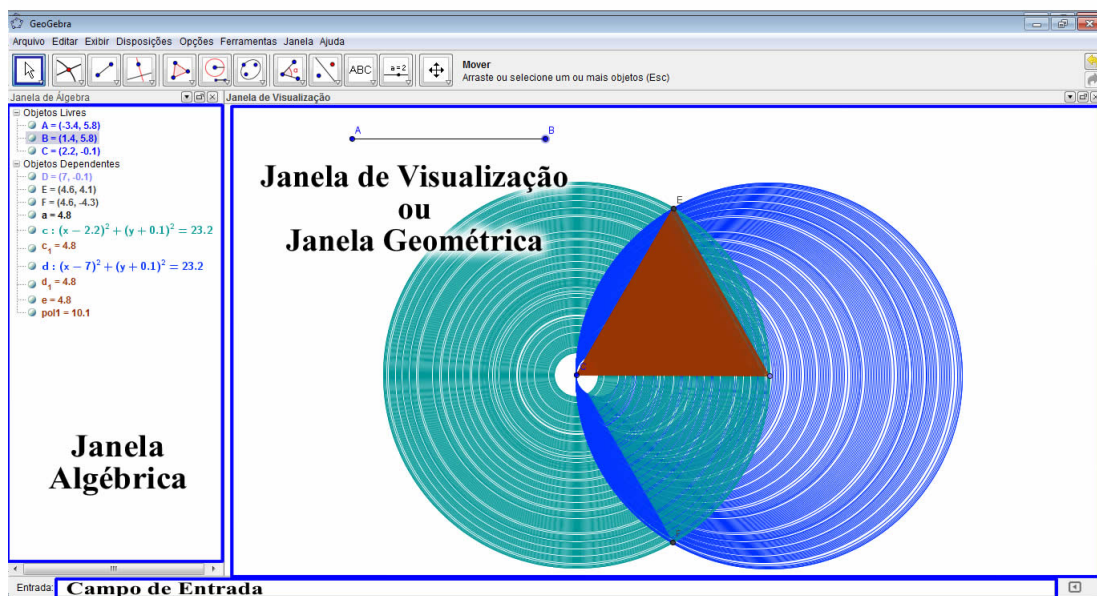 GeoGebra
Arquivo Editar Exibir Disposições Opções Ferramentas Janela Ajuda
ABC
a=2
α
Mover
Arraste ou selecione um ou mais objetos (Esc)
Janela de Álgebra
Janela de Visualização
Objetos Livres
A = (-3.4, 5.8)
B = (1.4, 5.8)
C = (2.2, -0.1)
Objetos Dependentes
D = (7, -0.1)
E = (4.6, 4.1)
F = (4.6, -4.3)
a = 4.8
c : (x − 2.2)² + (y + 0.1)² = 23.2
c₁ = 4.8
d : (x − 7)² + (y + 0.1)² = 23.2
d₁ = 4.8
e = 4.8
pol1 = 10.1
Janela
Algébrica
A
B
Janela de Visualização
ou
Janela Geométrica
E
F
Entrada:
Campo de Entrada